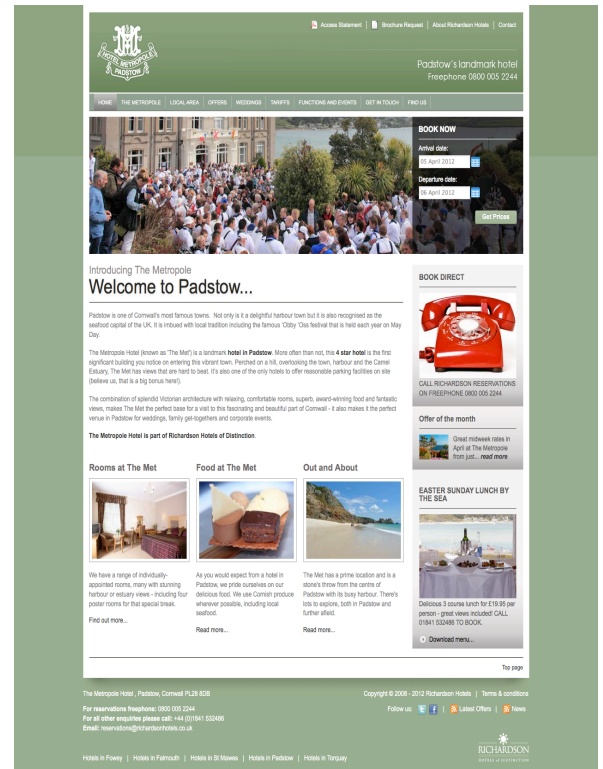 Access Statement | Brochure Request | About Richardson Hotels | Contact
HOTEL METROPOLE
PADSTOW
Padstow's landmark hotel
Freephone 0800 005 2244
HOME THE METROPOLE LOCAL AREA OFFERS WEDDINGS TARIFFS FUNCTIONS AND EVENTS GET IN TOUCH FIND US
BOOK NOW
Arrival date:
05 April 2012
Departure date:
06 April 2012
Get Prices
Introducing The Metropole
Welcome to Padstow...
Padstow is one of Cornwall's most famous towns. Not only is it a delightful harbour town but it is also recognised as the
seafood capital of the UK. It is imbued with local tradition including the famous 'Obby 'Oss festival that is held each year on May
Day.
The Metropole Hotel (known as 'The Met') is a landmark hotel in Padstow. More often than not, this 4 star hotel is the first
significant building you notice on entering this vibrant town. Perched on a hill, overlooking the town, harbour and the Camel
Estuary, The Met has views that are hard to beat. It's also one of the only hotels to offer reasonable parking facilities on site
(believe us, that is a big bonus here!).
The combination of splendid Victorian architecture with relaxing, comfortable rooms, superb, award-winning food and fantastic
views, makes The Met the perfect base for a visit to this fascinating and beautiful part of Cornwall - it also makes it the perfect
venue in Padstow for weddings, family get-togethers and corporate events.
The Metropole Hotel is part of Richardson Hotels of Distinction.
Rooms at The Met
We have a range of individually-
appointed rooms, many with stunning
harbour or estuary views - including four
poster rooms for that special break.
Find out more...
Food at The Met
As you would expect from a hotel in
Padstow, we pride ourselves on our
delicious food. We use Cornish produce
wherever possible, including local
seafood.
Read more...
Out and About
The Met has a prime location and is a
stone's throw from the centre of
Padstow with its busy harbour. There's
lots to explore, both in Padstow and
further afield.
Read more...
BOOK DIRECT
CALL RICHARDSON RESERVATIONS
ON FREEPHONE 0800 005 2244
Offer of the month
Great midweek rates in
April at The Metropole
from just... read more
EASTER SUNDAY LUNCH BY
THE SEA
Delicious 3 course lunch for £19.95 per
person - great views included! CALL
01841 532486 TO BOOK.
Download menu...
Top page
The Metropole Hotel , Padstow, Cornwall PL28 8DB
Copyright © 2008 - 2012 Richardson Hotels | Terms & conditions
For reservations freephone: 0800 005 2244
For all other enquiries please call: +44 (0)1841 532486
Email: reservations@richardsonhotels.co.uk
Follow us: | Latest Offers | News
RICHARDSON
HOTELS of DISTINCTION
Hotels in Fowey | Hotels in Falmouth | Hotels in St Mawes | Hotels in Padstow | Hotels in Torquay